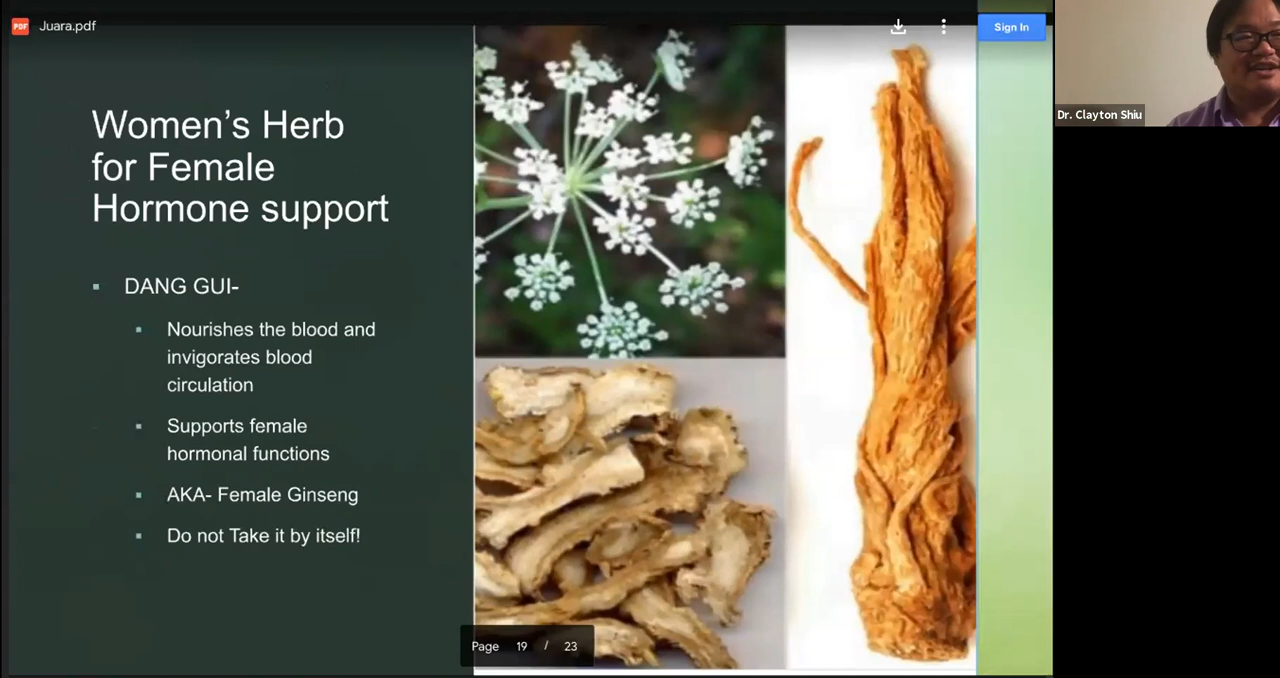 PDF Juara.pdf
Sign In
Dr. Clayton Shiu
Women’s Herb
for Female
Hormone support
▪ DANG GUI-
▪ Nourishes the blood and
invigorates blood
circulation
▪ Supports female
hormonal functions
▪ AKA- Female Ginseng
▪ Do not Take it by itself!
Page 19 / 23